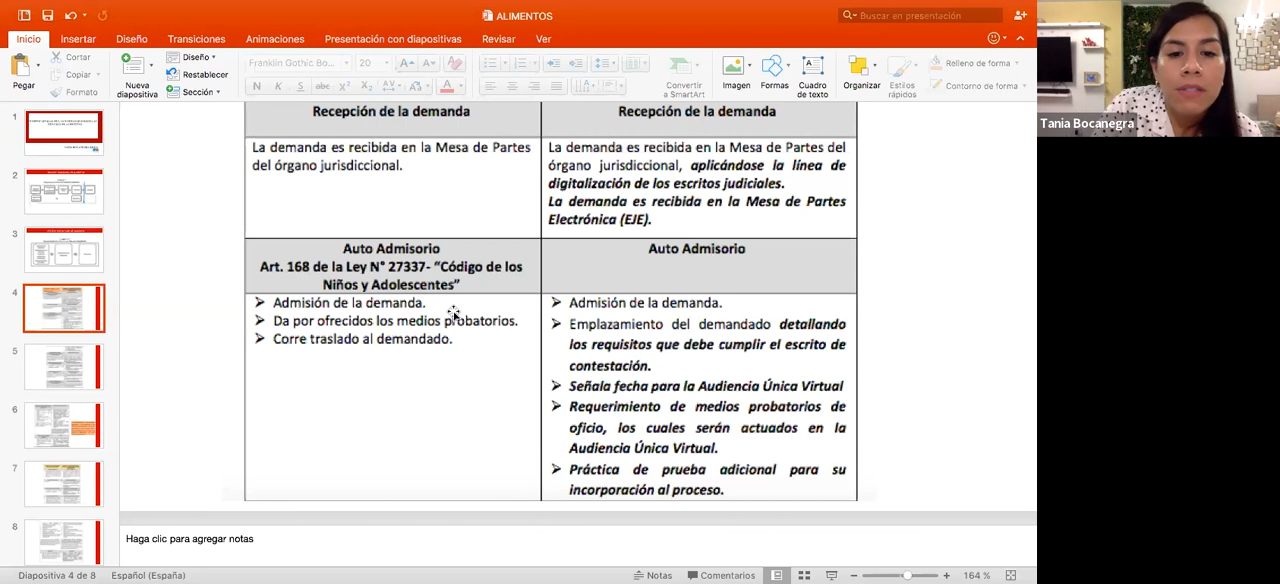 ALIMENTOS
Buscar en presentación
Inicio
Insertar
Diseño
Transiciones
Animaciones
Presentación con diapositivas
Revisar
Ver
Pegar
Cortar
Copiar
Formato
Nueva
diapositiva
Diseño
Restablecer
Sección
Franklin Gothic Bo...
20
Convertir
a SmartArt
Imagen
Formas
Cuadro
de texto
Organizar
Estilos
rápidos
Relleno de forma
Contorno de forma
Tania Bocanegra
1
2
3
4
5
6
7
8
Recepción de la demanda
La demanda es recibida en la Mesa de Partes
del órgano jurisdiccional.
Recepción de la demanda
La demanda es recibida en la Mesa de Partes del
órgano jurisdiccional, aplicándose la línea de
digitalización de los escritos judiciales.
La demanda es recibida en la Mesa de Partes
Electrónica (EJE).
Auto Admisorio
Art. 168 de la Ley N° 27337- “Código de los
Niños y Adolescentes”
Auto Admisorio
Admisión de la demanda.
Da por ofrecidos los medios probatorios.
Corre traslado al demandado.
Admisión de la demanda.
Emplazamiento del demandado detallando
los requisitos que debe cumplir el escrito de
contestación.
Señala fecha para la Audiencia Única Virtual
Requerimiento de medios probatorios de
oficio, los cuales serán actuados en la
Audiencia Única Virtual.
Práctica de prueba adicional para su
incorporación al proceso.
Haga clic para agregar notas
Diapositiva 4 de 8
Español (España)
Notas
Comentarios
164 %